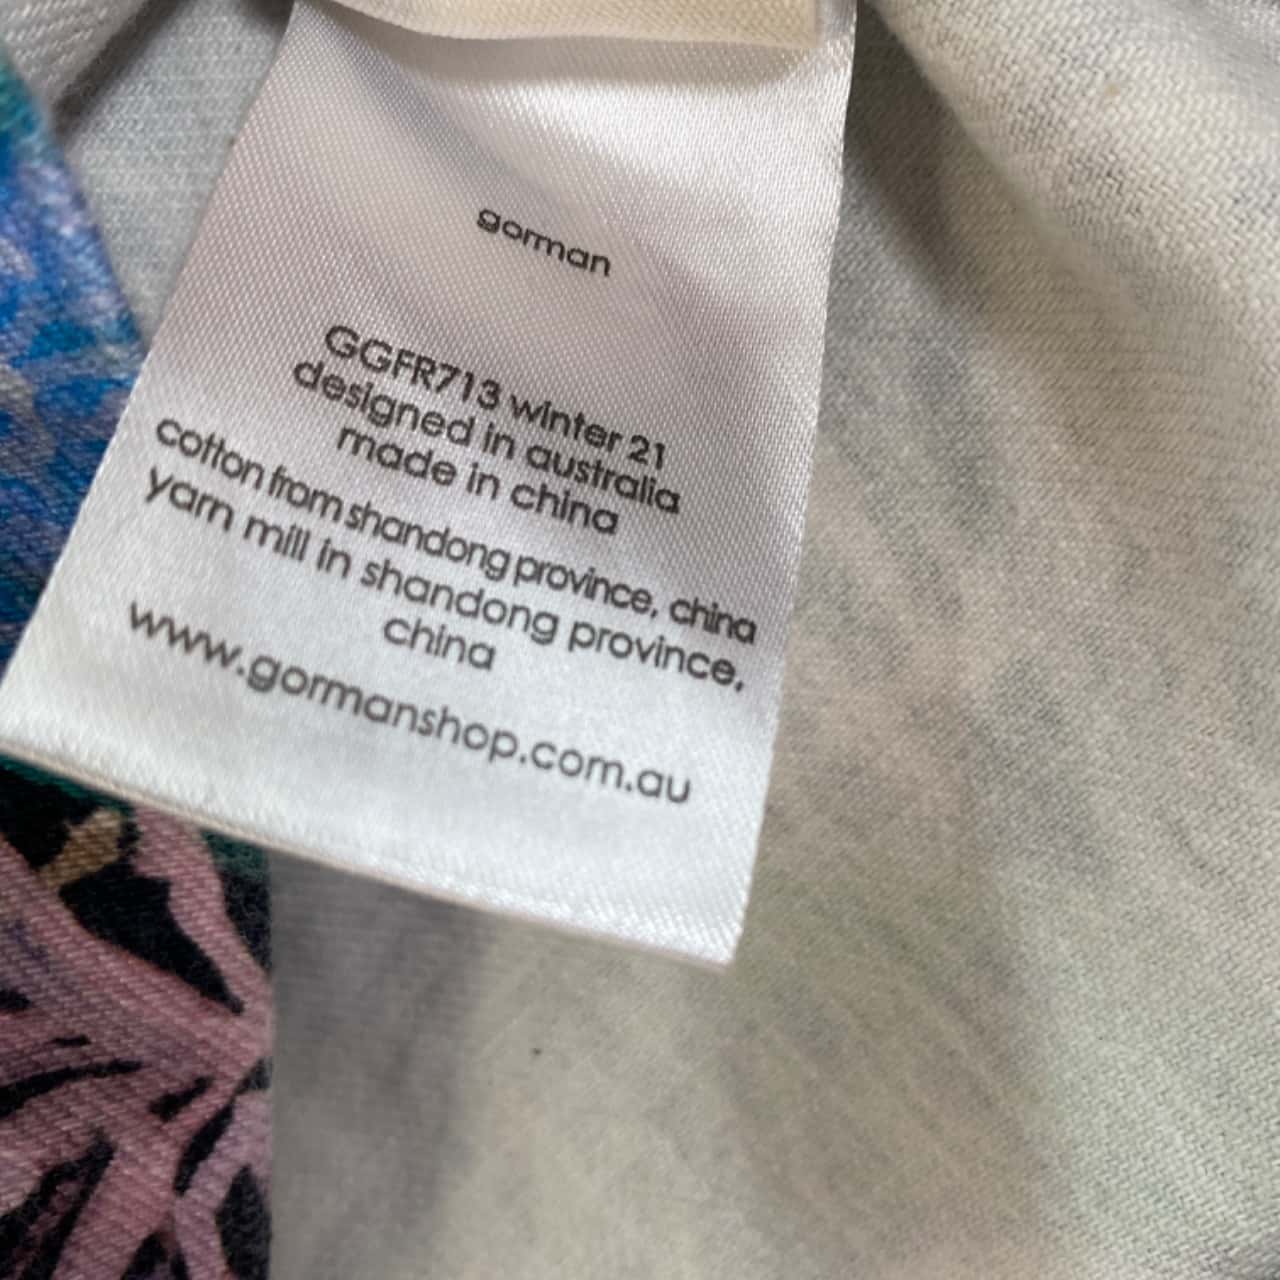 gorman
GGFR713 winter 21
designed in australia
made in china
cotton from shandong province, china
yarn mill in shandong province,
china
www.gormanshop.com.au